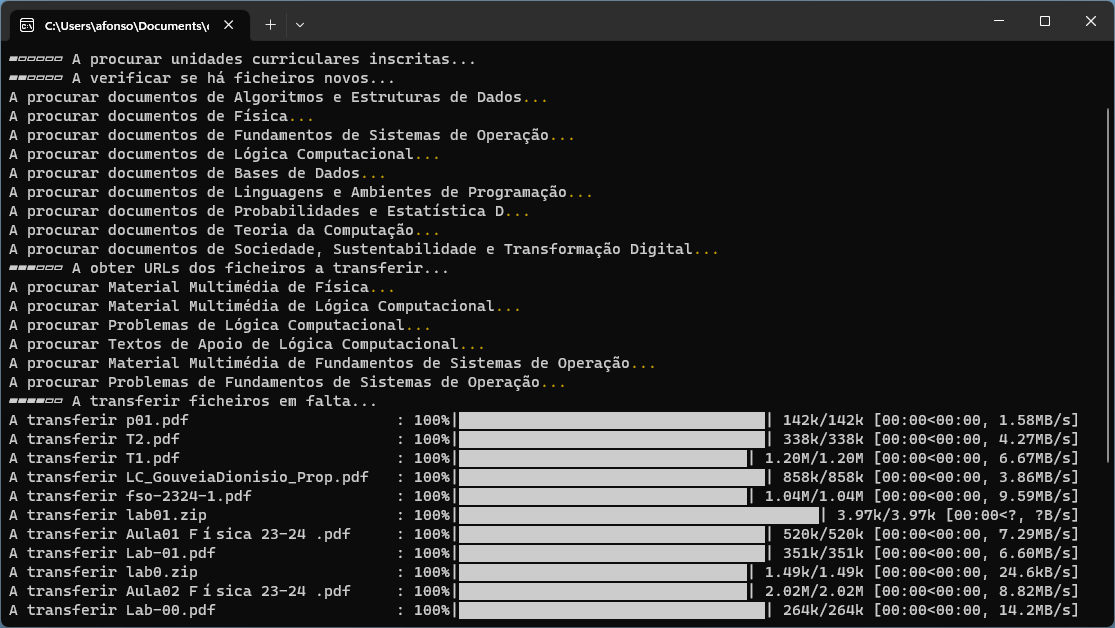 C:\Users\afonso\Documents\
▰▱▱▱▱▱ A procurar unidades curriculares inscritas...
▰▰▱▱▱▱ A verificar se há ficheiros novos...
A procurar documentos de Algoritmos e Estruturas de Dados...
A procurar documentos de Física...
A procurar documentos de Fundamentos de Sistemas de Operação...
A procurar documentos de Lógica Computacional...
A procurar documentos de Bases de Dados...
A procurar documentos de Linguagens e Ambientes de Programação...
A procurar documentos de Probabilidades e Estatística D...
A procurar documentos de Teoria da Computação...
A procurar documentos de Sociedade, Sustentabilidade e Transformação Digital...
▰▰▰▱▱▱ A obter URLs dos ficheiros a transferir...
A procurar Material Multimédia de Física...
A procurar Material Multimédia de Lógica Computacional...
A procurar Problemas de Lógica Computacional...
A procurar Textos de Apoio de Lógica Computacional...
A procurar Material Multimédia de Fundamentos de Sistemas de Operação...
A procurar Problemas de Fundamentos de Sistemas de Operação...
▰▰▰▰▱▱ A transferir ficheiros em falta...
A transferir p01.pdf : 100%| | 142k/142k [00:00<00:00, 1.58MB/s]
A transferir T2.pdf : 100%| | 338k/338k [00:00<00:00, 4.27MB/s]
A transferir T1.pdf : 100%| | 1.20M/1.20M [00:00<00:00, 6.67MB/s]
A transferir LC_GouveiaDionisio_Prop.pdf : 100%| | 858k/858k [00:00<00:00, 3.86MB/s]
A transferir fso-2324-1.pdf : 100%| | 1.04M/1.04M [00:00<00:00, 9.59MB/s]
A transferir lab01.zip : 100%| | 3.97k/3.97k [00:00<?, ?B/s]
A transferir Aula01 Física 23-24 .pdf : 100%| | 520k/520k [00:00<00:00, 7.29MB/s]
A transferir Lab-01.pdf : 100%| | 351k/351k [00:00<00:00, 6.60MB/s]
A transferir lab0.zip : 100%| | 1.49k/1.49k [00:00<00:00, 24.6kB/s]
A transferir Aula02 Física 23-24 .pdf : 100%| | 2.02M/2.02M [00:00<00:00, 8.82MB/s]
A transferir Lab-00.pdf : 100%| | 264k/264k [00:00<00:00, 14.2MB/s]